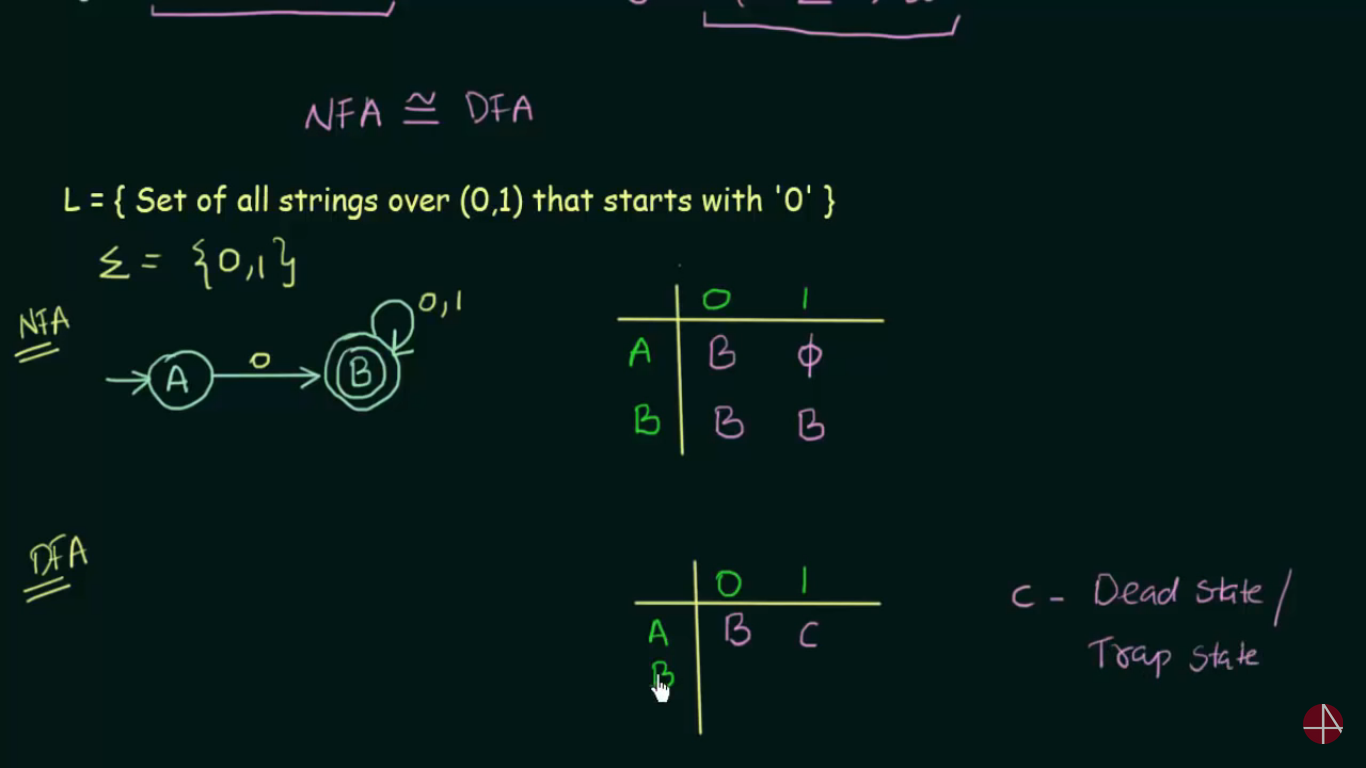 NFA ≅ DFA
L = { Set of all strings over (0,1) that starts with '0' }
Σ = {0,1}
NFA
A
0
B
0,1
0 1
A B ϕ
B B B
DFA
0 1
A B C
B
C - Dead state /
Trap state